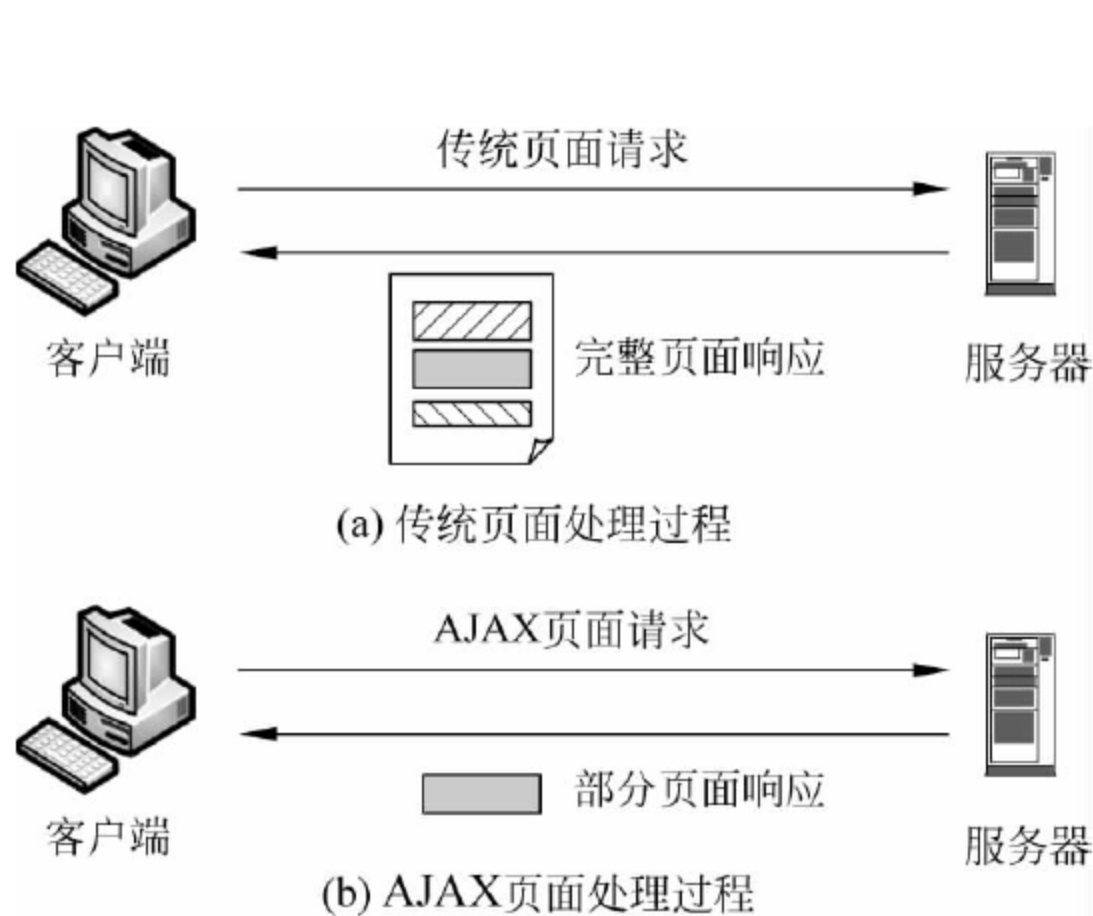 传统页面请求
客户端
完整页面响应
服务器
(a) 传统页面处理过程
AJAX页面请求
部分页面响应
客户端
服务器
(b) AJAX页面处理过程